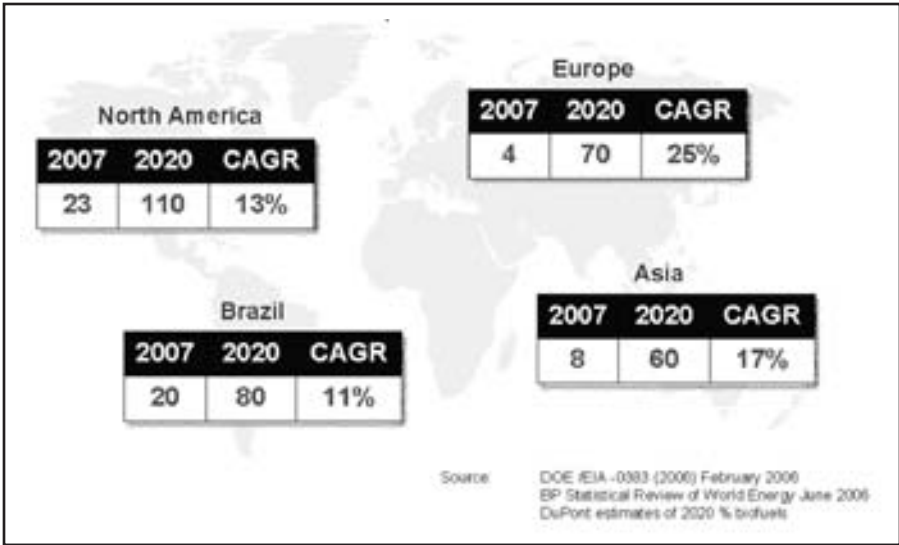 North America
2007 2020 CAGR
23 110 13%
Europe
2007 2020 CAGR
4 70 25%
Brazil
2007 2020 CAGR
20 80 11%
Asia
2007 2020 CAGR
8 60 17%
Source: DOE /EIA -0383 (2006) February 2006
BP Statistical Review of World Energy June 2006
DuPont estimates of 2020 % biofuels